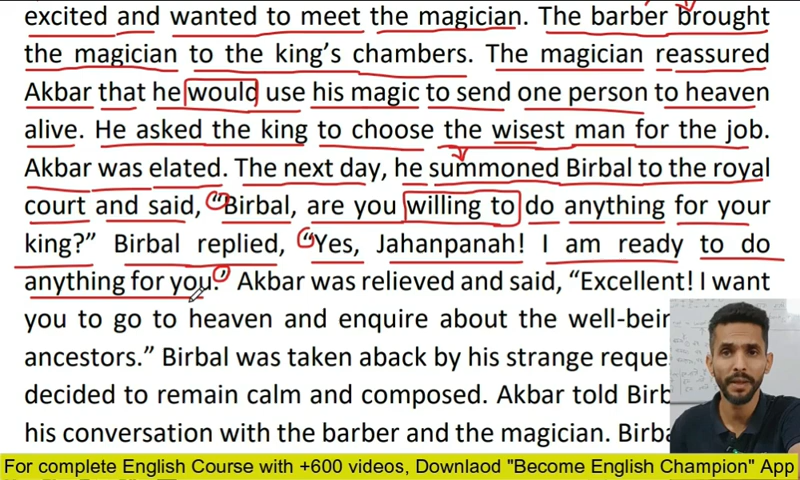 excited and wanted to meet the magician. The barber brought
the magician to the king's chambers. The magician reassured
Akbar that he would use his magic to send one person to heaven
alive. He asked the king to choose the wisest man for the job.
Akbar was elated. The next day, he summoned Birbal to the royal
court and said, "Birbal, are you willing to do anything for your
king?" Birbal replied, "Yes, Jahanpanah! I am ready to do
anything for you." Akbar was relieved and said, "Excellent! I want
you to go to heaven and enquire about the
ancestors." Birbal was taken aback by his strange
decided to remain calm and composed. Akbar told
his conversation with the barber and the magician.
For complete English Course with +600 videos, Downlaod "Become English Champion" App